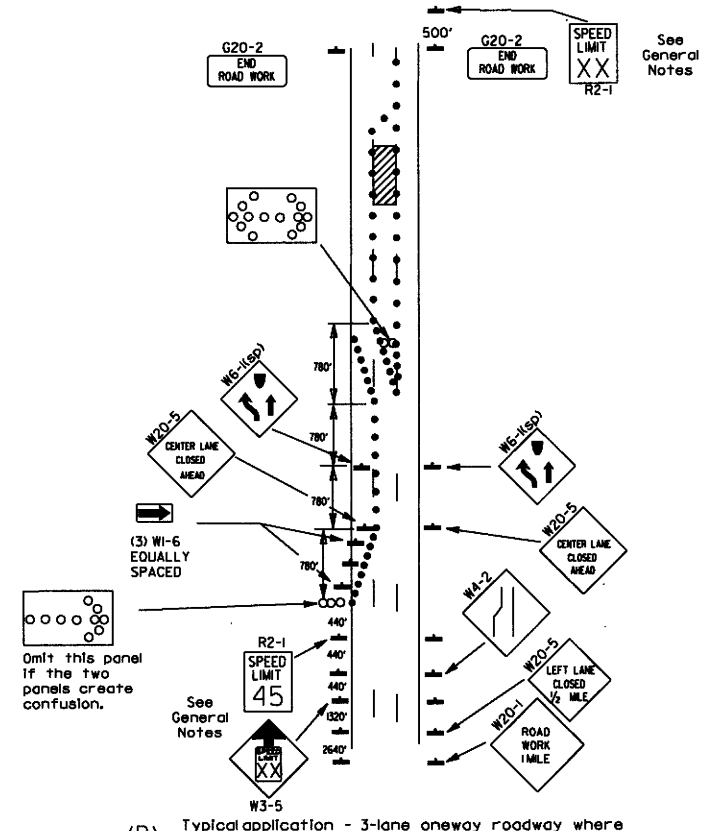 500'
G20-2
END
ROAD WORK
G20-2
END
ROAD WORK
SPEED
LIMIT
XX
R2-1
See
General
Notes
780'
W6-1(sp)
780'
W20-5
CENTER LANE
CLOSED
AHEAD
W6-1(sp)
780'
W20-5
CENTER LANE
CLOSED
AHEAD
(3) W1-6
EQUALLY
SPACED
780'
W4-2
Omit this panel
if the two
panels create
confusion.
440'
R2-1
SPEED
LIMIT
45
440'
W20-5
LEFT LANE
CLOSED
1/2 MILE
440'
See
General
Notes
1320'
W20-1
ROAD
WORK
1 MILE
2640'
SPEED
LIMIT
XX
W3-5
(D) Typical application - 3-lane oneway roadway where